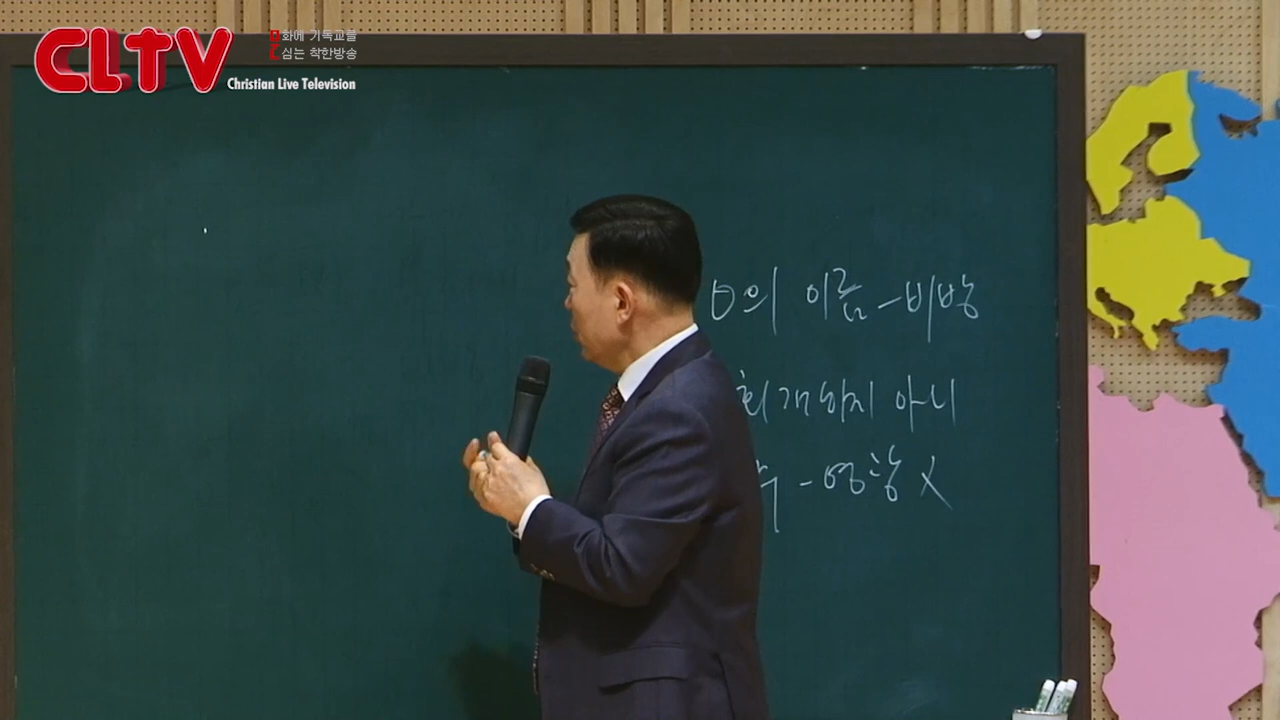 CLTV
화에 기독교를
심는 착한방송
Christian Live Television
의 이름 - 비방
회개하지 아니
- 영광 X